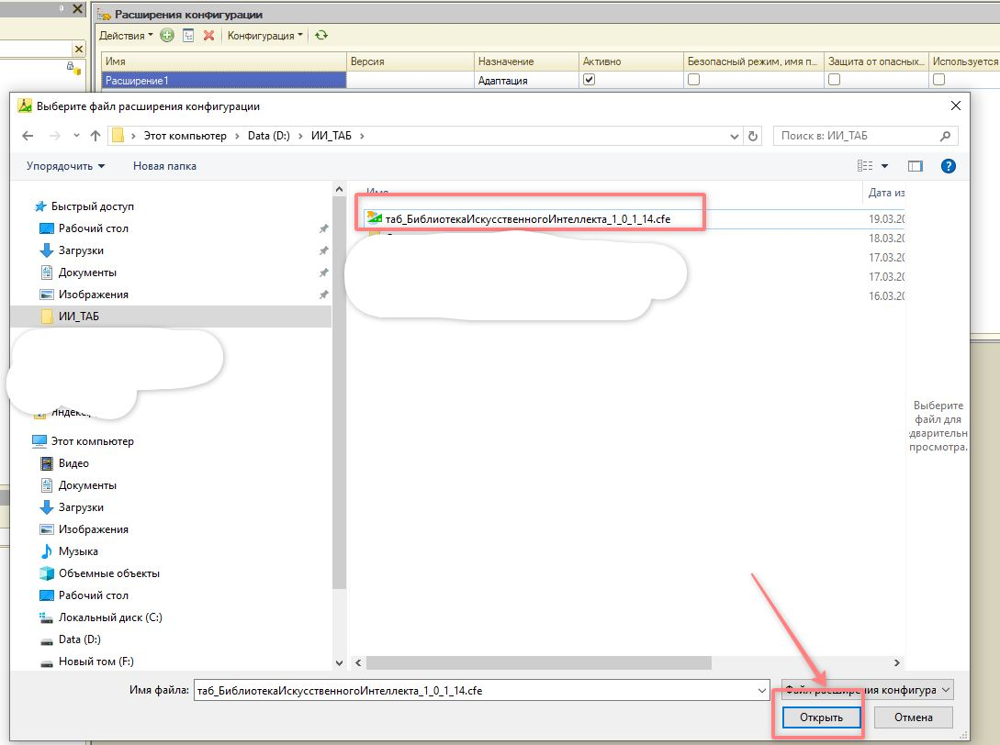 Расширения конфигурации
Действия
Конфигурация
Имя Версия Назначение Активно Безопасный режим, имя п... Защита от опасных... Используется
Расширение1 Адаптация
Выберите файл расширения конфигурации
Этот компьютер Data (D:) ИИ_ТАБ
Поиск в: ИИ_ТАБ
Упорядочить Новая папка
Имя Дата из
Быстрый доступ
Рабочий стол
Загрузки
Документы
Изображения
ИИ_ТАБ
Этот компьютер
Видео
Документы
Загрузки
Изображения
Музыка
Объемные объекты
Рабочий стол
Локальный диск (C:)
Data (D:)
Новый том (F:)
таб_БиблиотекаИскусственногоИнтеллекта_1_0_1_14.cfe 19.03.20
18.03.20
17.03.20
17.03.20
16.03.20
Выберите
файл для
едварительн
просмотра.
Имя файла: таб_БиблиотекаИскусственногоИнтеллекта_1_0_1_14.cfe Файл расширения конфигура
Открыть Отмена